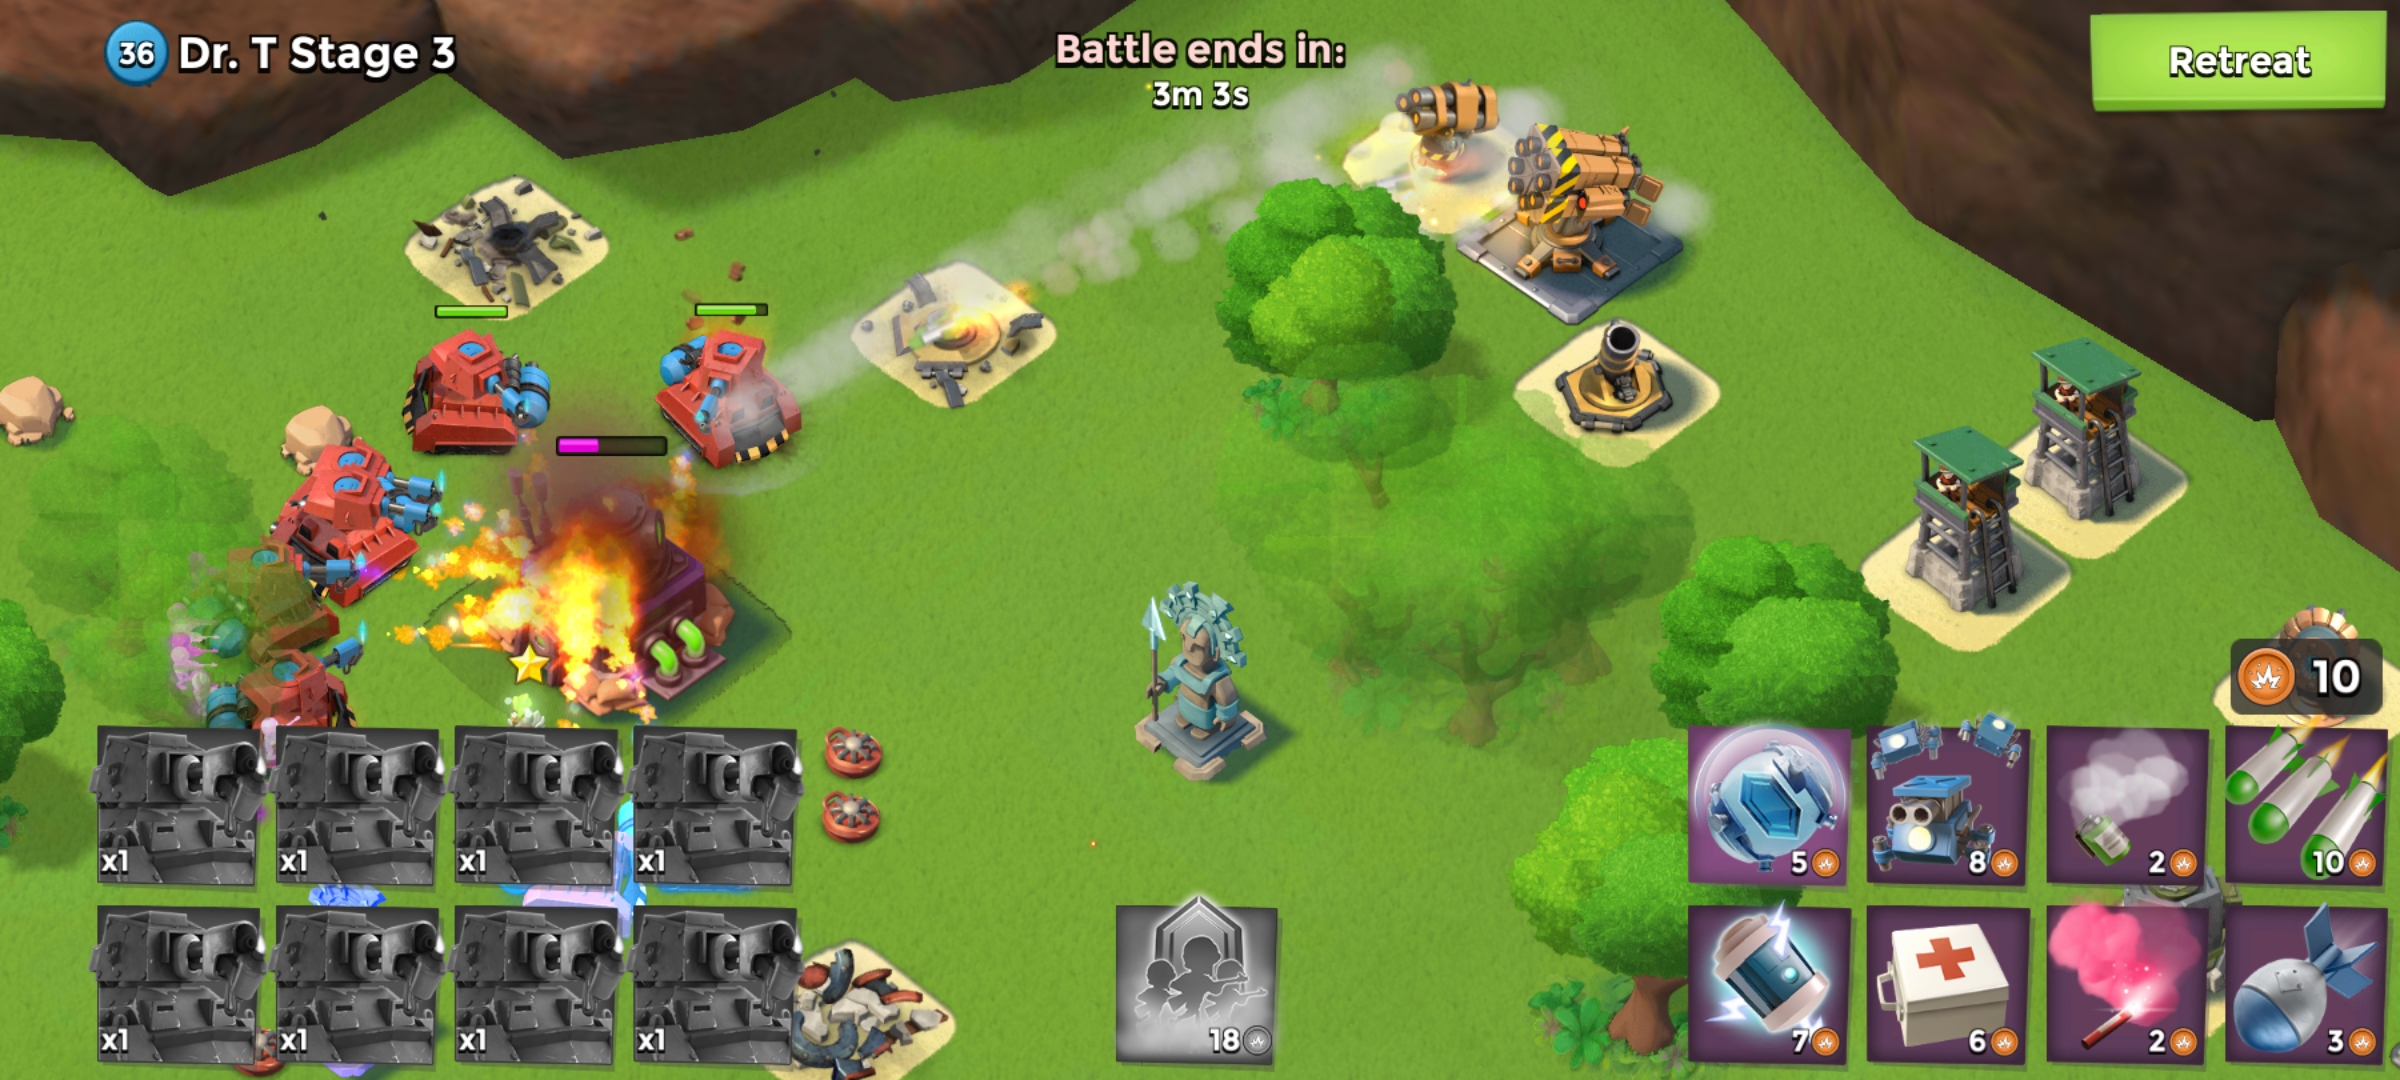 36 Dr. T Stage 3
Battle ends in:
3m 3s
Retreat
10
x1 x1 x1 x1
5 8 2 10
x1 x1 x1 x1
18
7 6 2 3